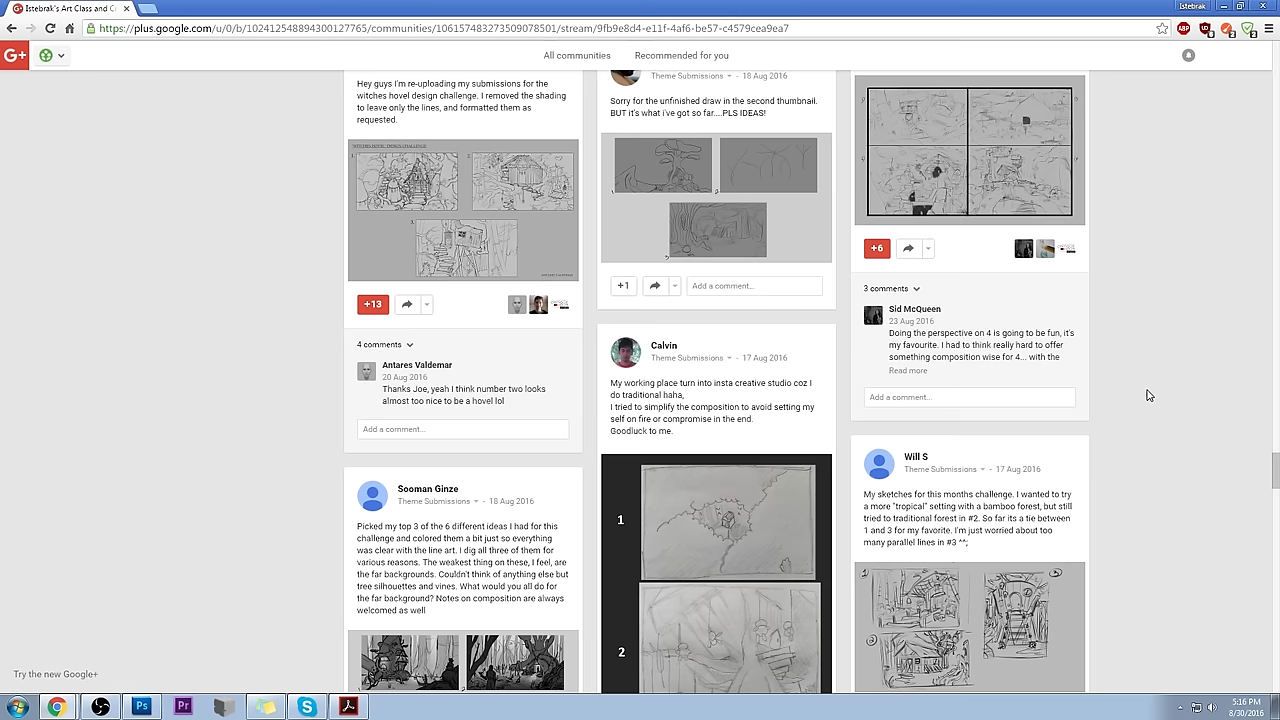 Istebrak's Art Class and C
Istebrak
https://plus.google.com/u/0/b/102412548894300127765/communities/106157483273509078501/stream/9fb9e8d4-e11f-4af6-be57-c4579cea9ea7
G+
All communities
Recommended for you
Hey guys I'm re-uploading my submissions for the
witches hovel design challenge. I removed the shading
to leave only the lines, and formatted them as
requested.
+13
4 comments
Antares Valdemar
20 Aug 2016
Thanks Joe, yeah I think number two looks
almost too nice to be a hovel lol
Add a comment...
Sooman Ginze
Theme Submissions - 18 Aug 2016
Picked my top 3 of the 6 different ideas I had for this
challenge and colored them a bit just so everything
was clear with the line art. I dig all three of them for
various reasons. The weakest thing on these, I feel, are
the far backgrounds. Couldn't think of anything else but
tree silhouettes and vines. What would you all do for
the far background? Notes on composition are always
welcomed as well
Theme Submissions - 18 Aug 2016
Sorry for the unfinished draw in the second thumbnail.
BUT it's what i've got so far....PLS IDEAS!
+1
Add a comment...
Calvin
Theme Submissions - 17 Aug 2016
My working place turn into insta creative studio coz I
do traditional haha,
I tried to simplify the composition to avoid setting my
self on fire or compromise in the end.
Goodluck to me.
1
2
+6
3 comments
Sid McQueen
23 Aug 2016
Doing the perspective on 4 is going to be fun, it's
my favourite. I had to think really hard to offer
something composition wise for 4... with the
Read more
Add a comment...
Will S
Theme Submissions - 17 Aug 2016
My sketches for this months challenge. I wanted to try
a more "tropical" setting with a bamboo forest, but still
tried to traditional forest in #2. So far its a tie between
1 and 3 for my favorite. I'm just worried about too
many parallel lines in #3 ^^;
Try the new Google+
Ps
Pr
5:16 PM
8/30/2016